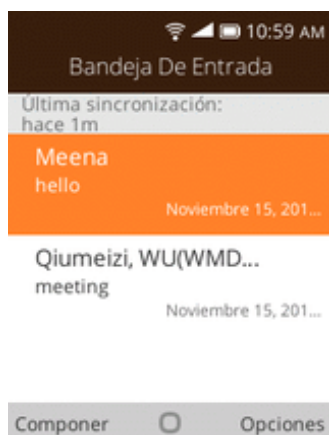 10:59 AM
Bandeja De Entrada
Última sincronización:
hace 1m
Meena
hello
Noviembre 15, 201...
Qiumeizi, WU(WMD...
meeting
Noviembre 15, 201...
Componer Opciones